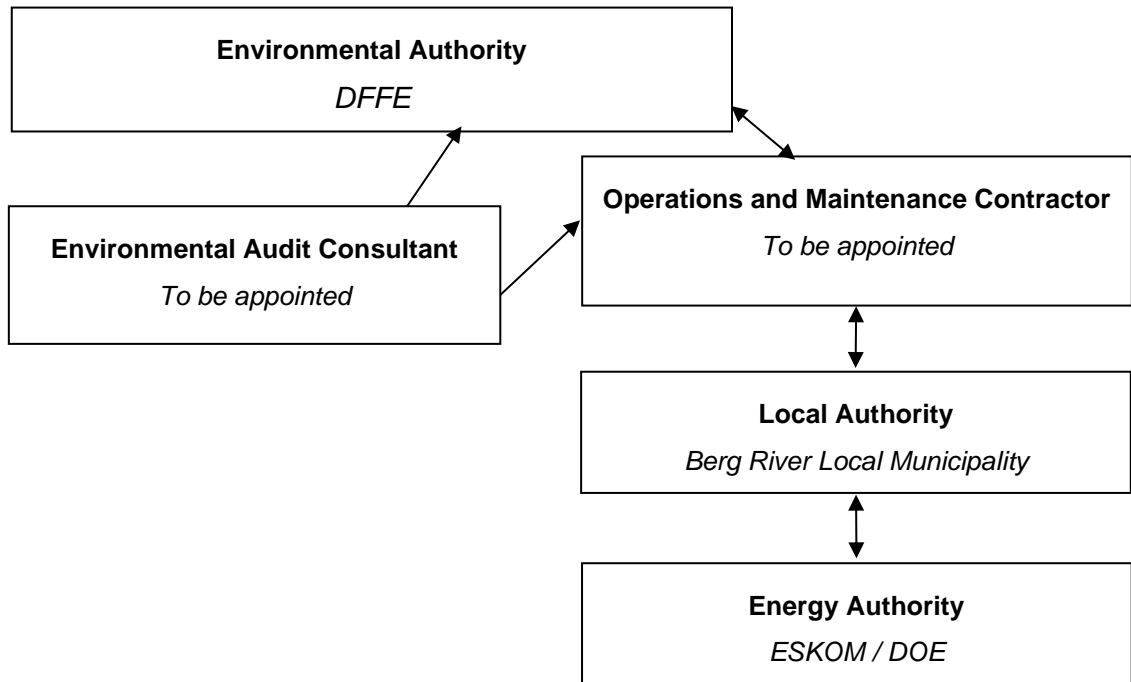 Environmental Authority
DFFE
Operations and Maintenance Contractor
To be appointed
Environmental Audit Consultant
To be appointed
Local Authority
Berg River Local Municipality
Energy Authority
ESKOM / DOE